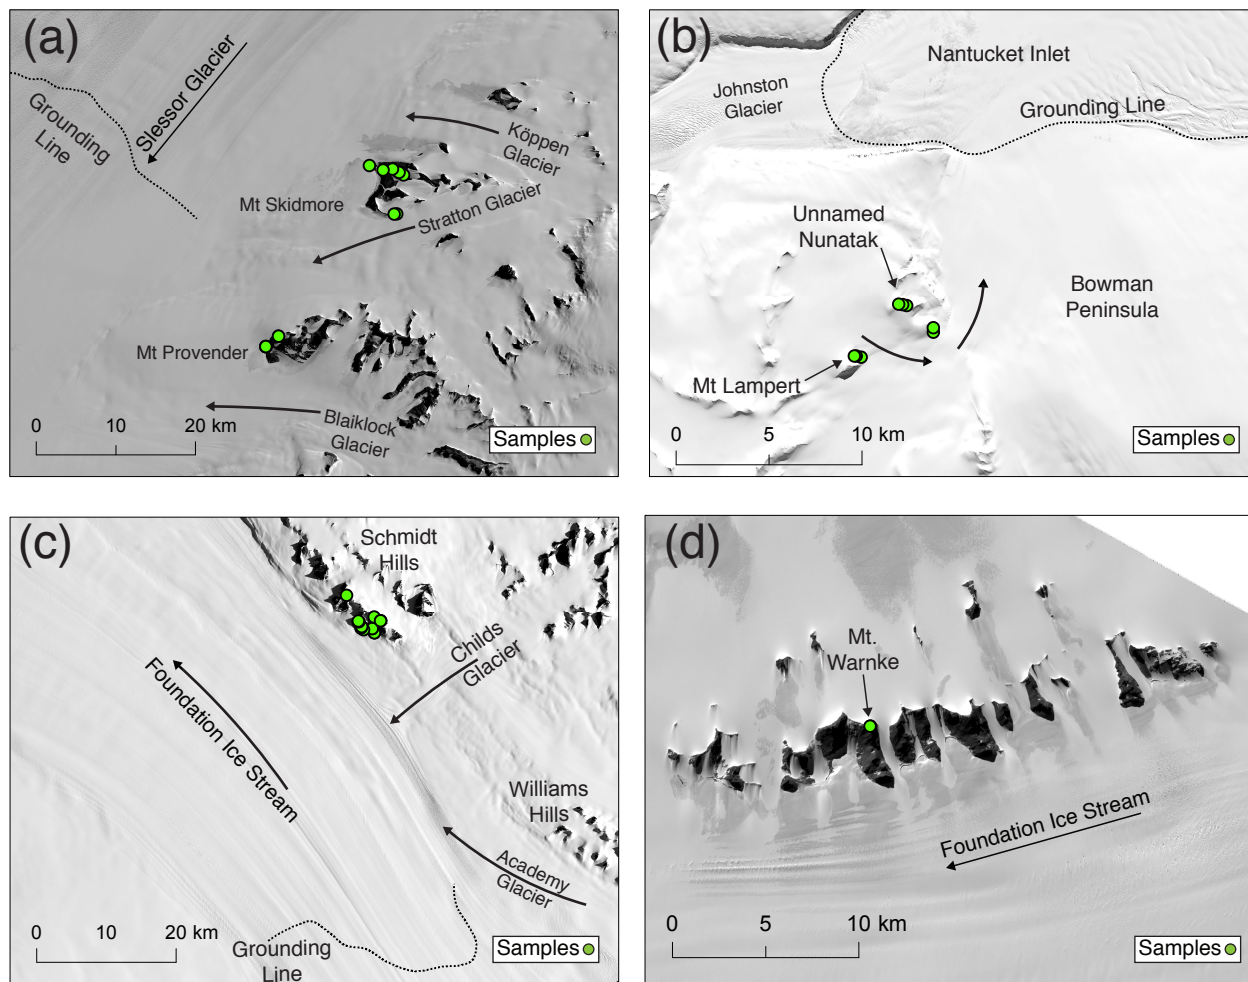 (a)
Slessor Glacier
Grounding
Line
Köppen
Glacier
Mt Skidmore
Stratton Glacier
Mt Provender
Blaiklock
Glacier
0 10 20 km
Samples
(b)
Nantucket Inlet
Johnston
Glacier
Grounding Line
Unnamed
Nunatak
Bowman
Peninsula
Mt Lampert
0 5 10 km
Samples
(c)
Schmidt
Hills
Childs
Glacier
Foundation Ice Stream
Williams
Hills
Academy
Glacier
0 10 20 km
Grounding
Line
Samples
(d)
Mt.
Warnke
Foundation Ice Stream
0 5 10 km
Samples